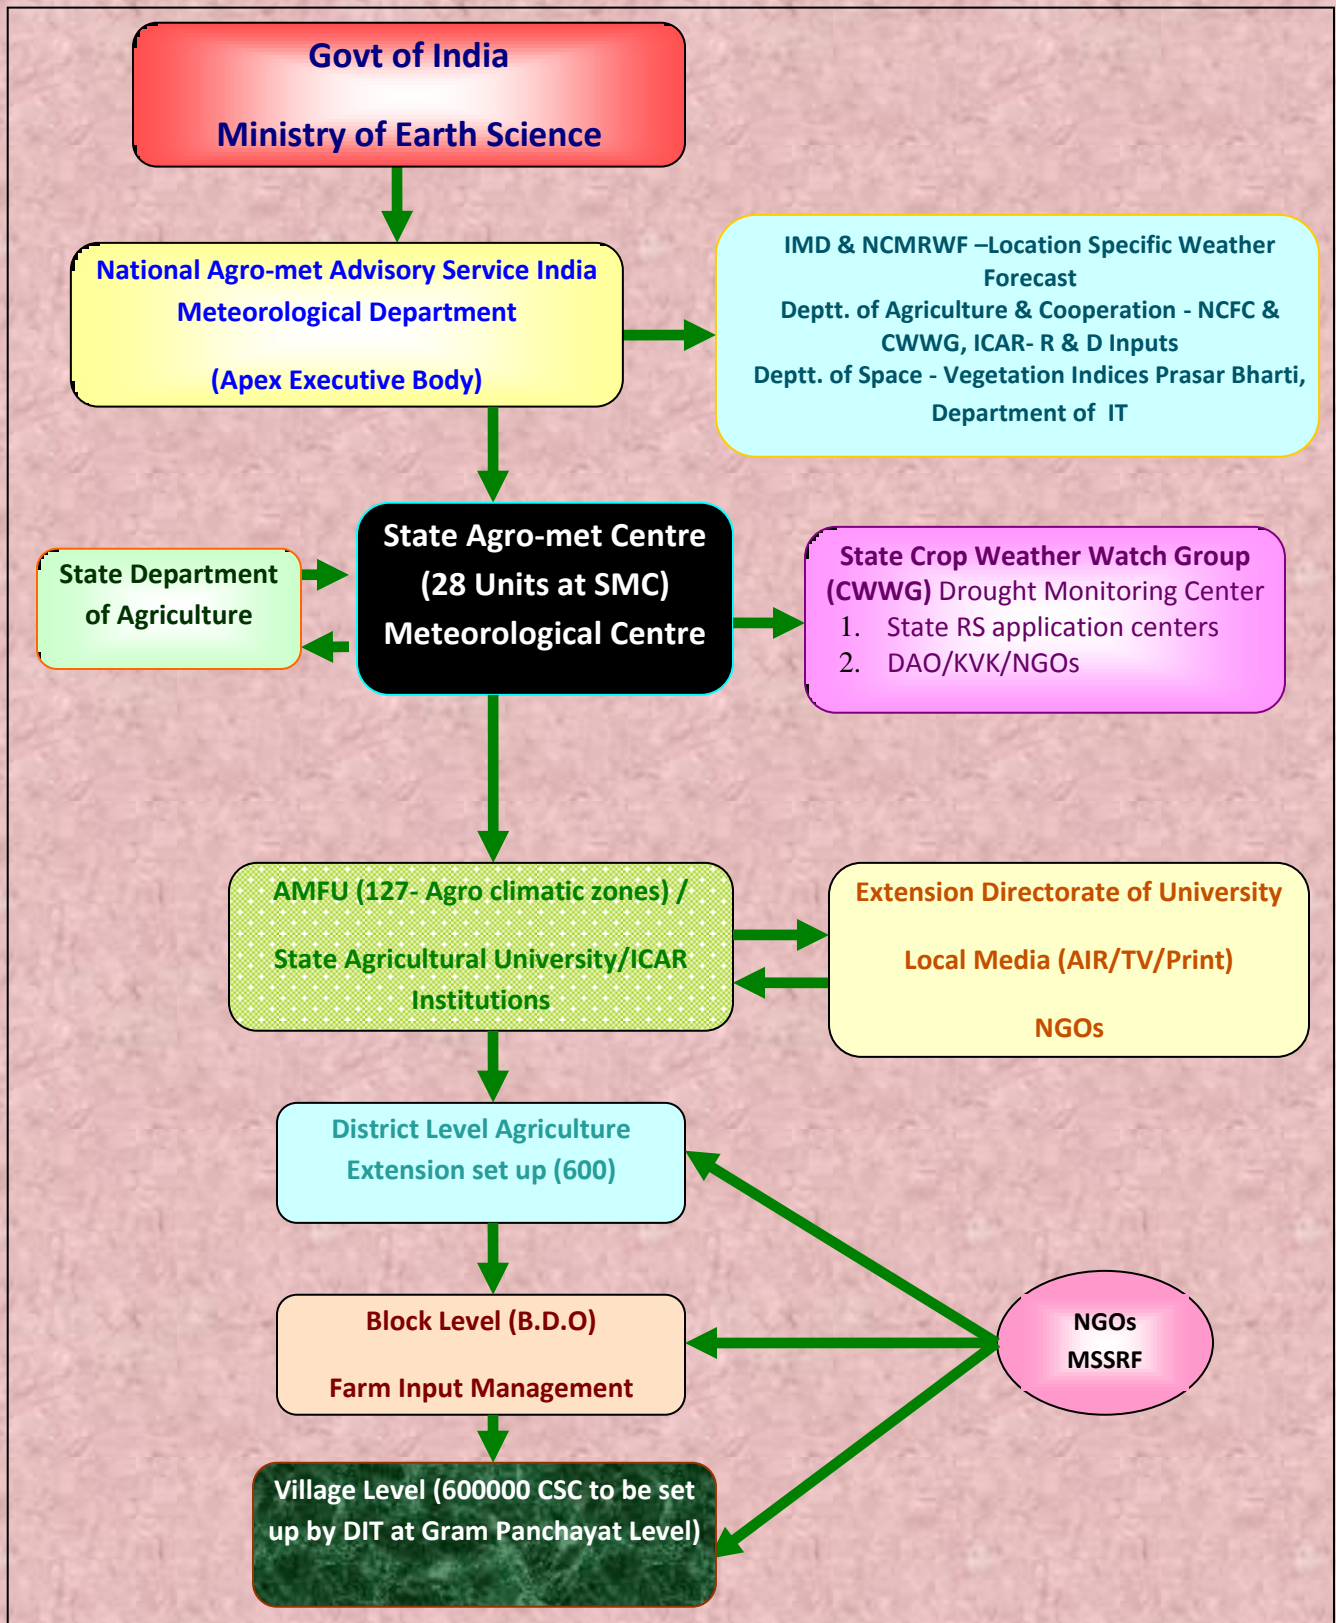 Govt of India
Ministry of Earth Science
National Agro-met Advisory Service India
Meteorological Department
(Apex Executive Body)
IMD & NCMRWF –Location Specific Weather
Forecast
Deptt. of Agriculture & Cooperation - NCFC &
CWWG, ICAR- R & D Inputs
Deptt. of Space - Vegetation Indices Prasar Bharti,
Department of IT
State Agro-met Centre
(28 Units at SMC)
Meteorological Centre
State Department
of Agriculture
State Crop Weather Watch Group
(CWWG) Drought Monitoring Center
1. State RS application centers
2. DAO/KVK/NGOs
AMFU (127- Agro climatic zones) /
State Agricultural University/ICAR
Institutions
Extension Directorate of University
Local Media (AIR/TV/Print)
NGOs
District Level Agriculture
Extension set up (600)
Block Level (B.D.O)
Farm Input Management
NGOs
MSSRF
Village Level (600000 CSC to be set
up by DIT at Gram Panchayat Level)